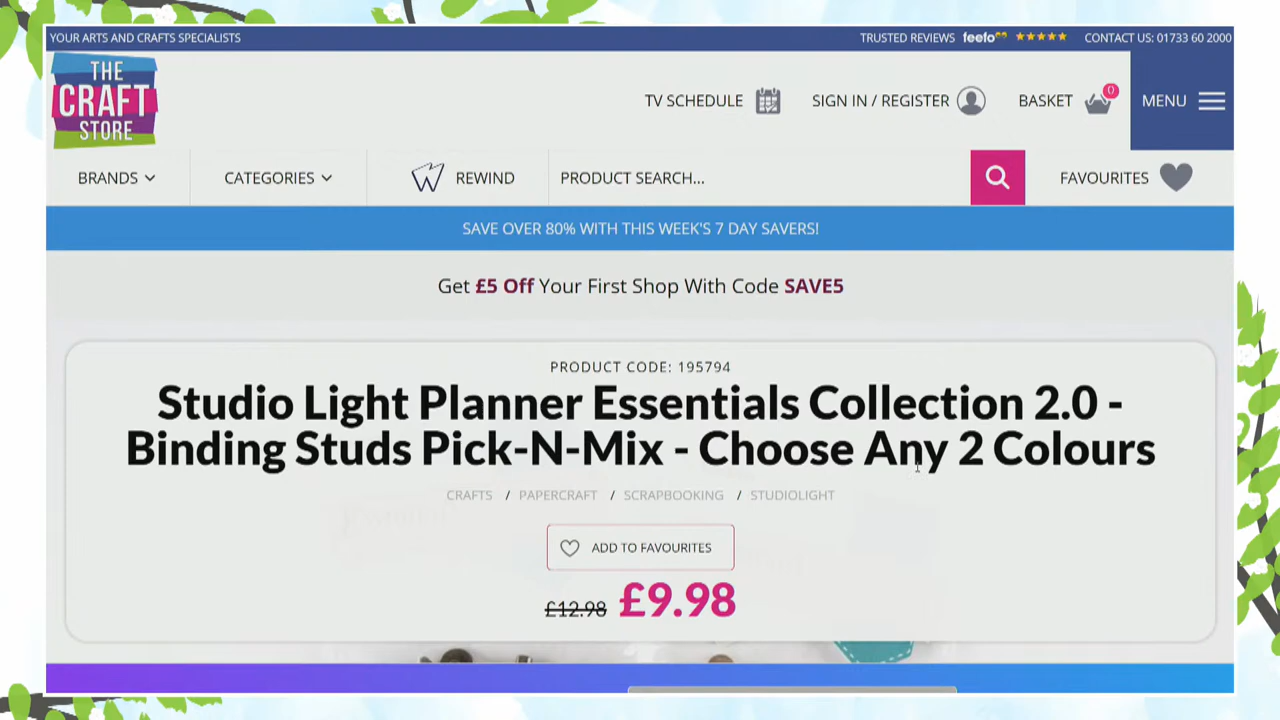 YOUR ARTS AND CRAFTS SPECIALISTS
TRUSTED REVIEWS feefo
CONTACT US: 01733 60 2000
THE
CRAFT
STORE
TV SCHEDULE
SIGN IN / REGISTER
BASKET 0
MENU
BRANDS
CATEGORIES
REWIND
PRODUCT SEARCH...
FAVOURITES
SAVE OVER 80% WITH THIS WEEK'S 7 DAY SAVERS!
Get £5 Off Your First Shop With Code SAVE5
PRODUCT CODE: 195794
Studio Light Planner Essentials Collection 2.0 -
Binding Studs Pick-N-Mix - Choose Any 2 Colours
CRAFTS / PAPERCRAFT / SCRAPBOOKING / STUDIOLIGHT
ADD TO FAVOURITES
£12.98 £9.98